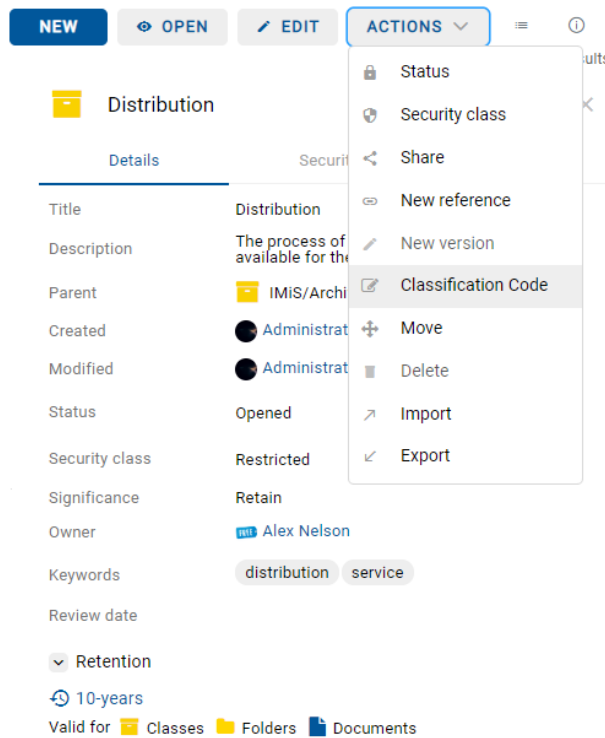 NEW OPEN EDIT ACTIONS
Status
Distribution
Security class
Details
Share
Title Distribution
New reference
Description The process of
available for the
New version
Parent IMiS/Archi
Classification Code
Created Administrat
Move
Modified Administrat
Delete
Status Opened
Import
Security class Restricted
Export
Significance Retain
Owner Alex Nelson
Keywords distribution service
Review date
Retention
10-years
Valid for Classes Folders Documents